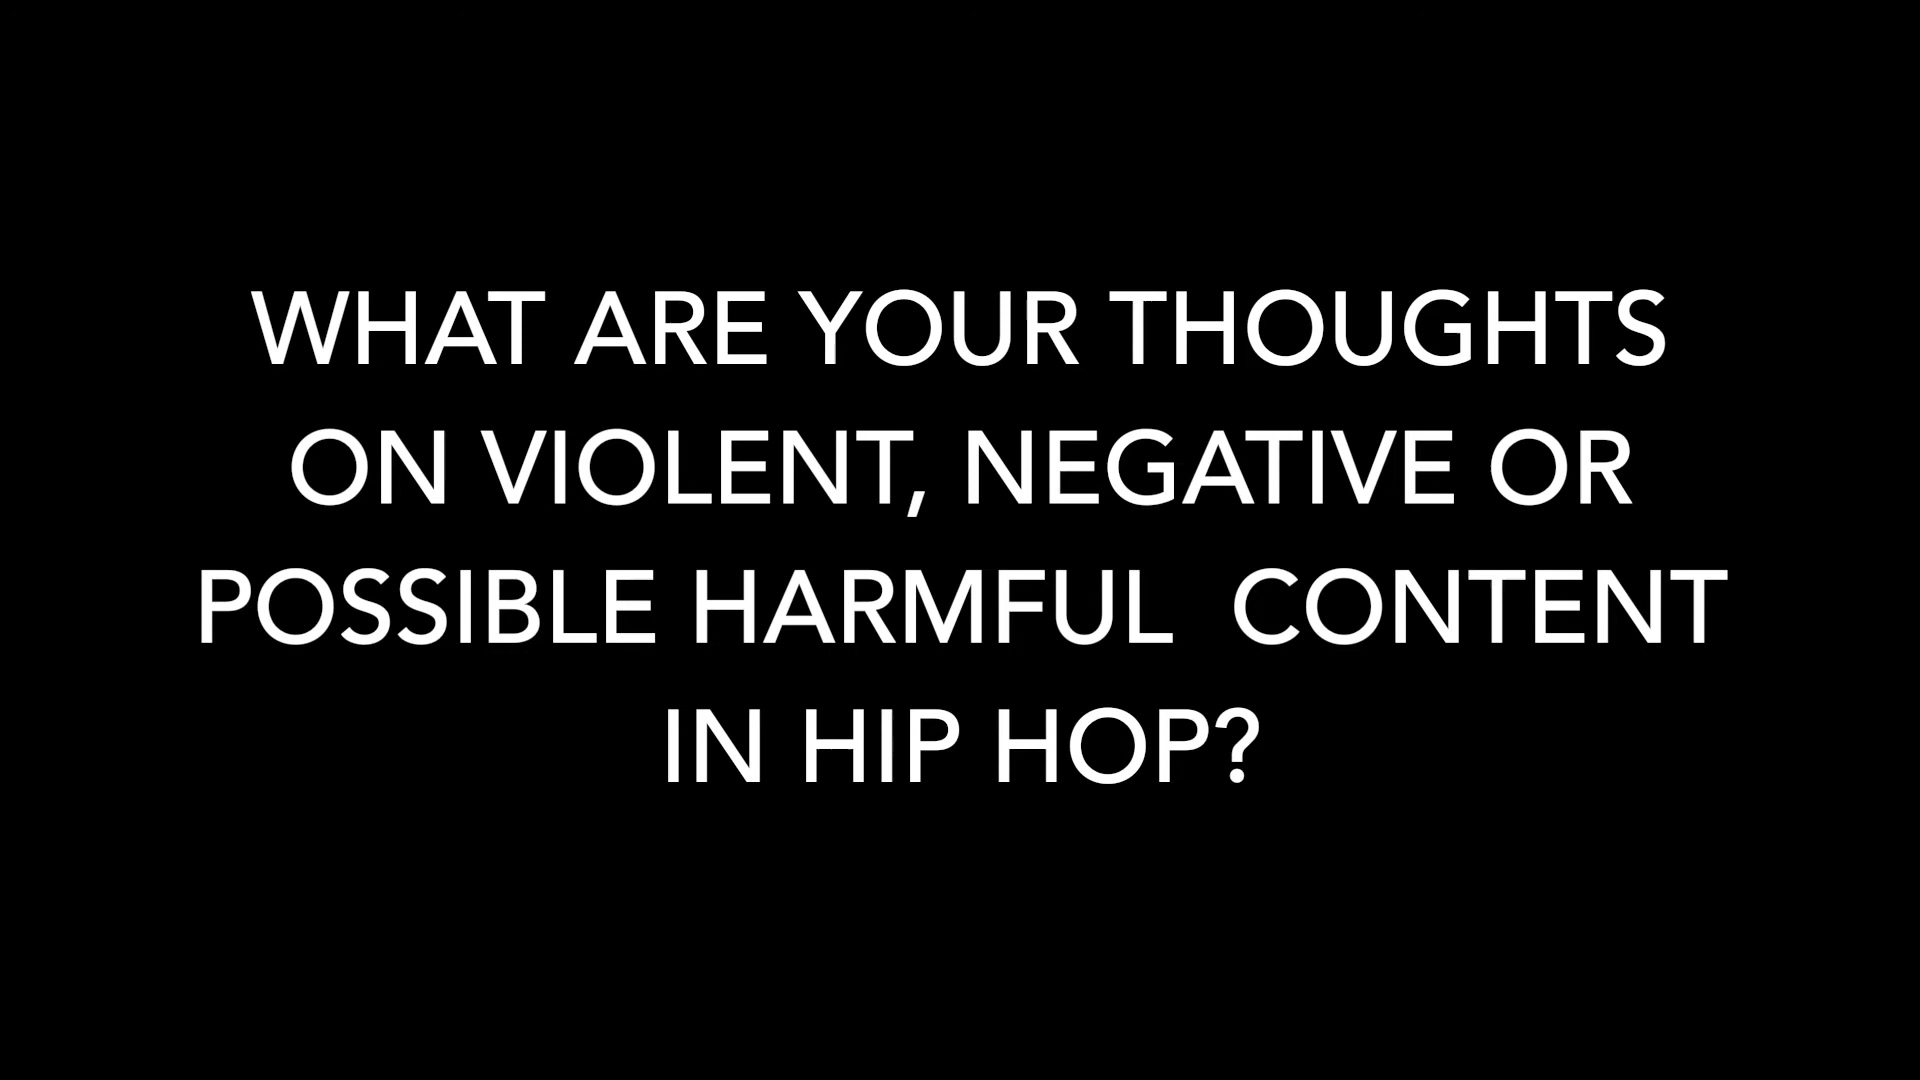 WHAT ARE YOUR THOUGHTS
ON VIOLENT, NEGATIVE OR
POSSIBLE HARMFUL  CONTENT
IN HIP HOP?